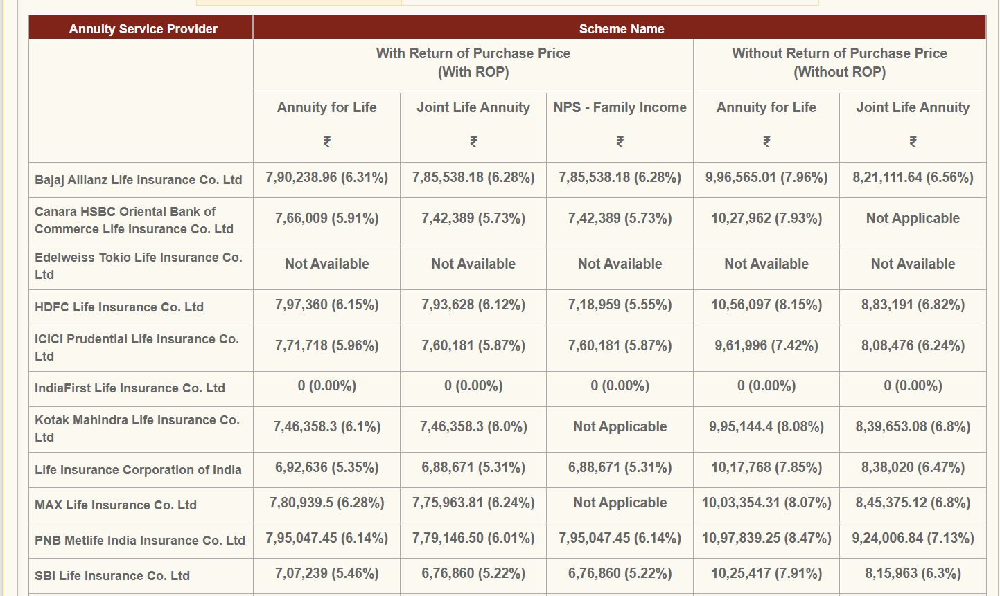 Annuity Service Provider Scheme Name
With Return of Purchase Price Without Return of Purchase Price
(With ROP) (Without ROP)
Annuity for Life Joint Life Annuity NPS - Family Income Annuity for Life Joint Life Annuity
₹ ₹ ₹ ₹ ₹
Bajaj Allianz Life Insurance Co. Ltd 7,90,238.96 (6.31%) 7,85,538.18 (6.28%) 7,85,538.18 (6.28%) 9,96,565.01 (7.96%) 8,21,111.64 (6.56%)
Canara HSBC Oriental Bank of
Commerce Life Insurance Co. Ltd 7,66,009 (5.91%) 7,42,389 (5.73%) 7,42,389 (5.73%) 10,27,962 (7.93%) Not Applicable
Edelweiss Tokio Life Insurance Co.
Ltd Not Available Not Available Not Available Not Available Not Available
HDFC Life Insurance Co. Ltd 7,97,360 (6.15%) 7,93,628 (6.12%) 7,18,959 (5.55%) 10,56,097 (8.15%) 8,83,191 (6.82%)
ICICI Prudential Life Insurance Co.
Ltd 7,71,718 (5.96%) 7,60,181 (5.87%) 7,60,181 (5.87%) 9,61,996 (7.42%) 8,08,476 (6.24%)
IndiaFirst Life Insurance Co. Ltd 0 (0.00%) 0 (0.00%) 0 (0.00%) 0 (0.00%) 0 (0.00%)
Kotak Mahindra Life Insurance Co.
Ltd 7,46,358.3 (6.1%) 7,46,358.3 (6.0%) Not Applicable 9,95,144.4 (8.08%) 8,39,653.08 (6.8%)
Life Insurance Corporation of India 6,92,636 (5.35%) 6,88,671 (5.31%) 6,88,671 (5.31%) 10,17,768 (7.85%) 8,38,020 (6.47%)
MAX Life Insurance Co. Ltd 7,80,939.5 (6.28%) 7,75,963.81 (6.24%) Not Applicable 10,03,354.31 (8.07%) 8,45,375.12 (6.8%)
PNB Metlife India Insurance Co. Ltd 7,95,047.45 (6.14%) 7,79,146.50 (6.01%) 7,95,047.45 (6.14%) 10,97,839.25 (8.47%) 9,24,006.84 (7.13%)
SBI Life Insurance Co. Ltd 7,07,239 (5.46%) 6,76,860 (5.22%) 6,76,860 (5.22%) 10,25,417 (7.91%) 8,15,963 (6.3%)